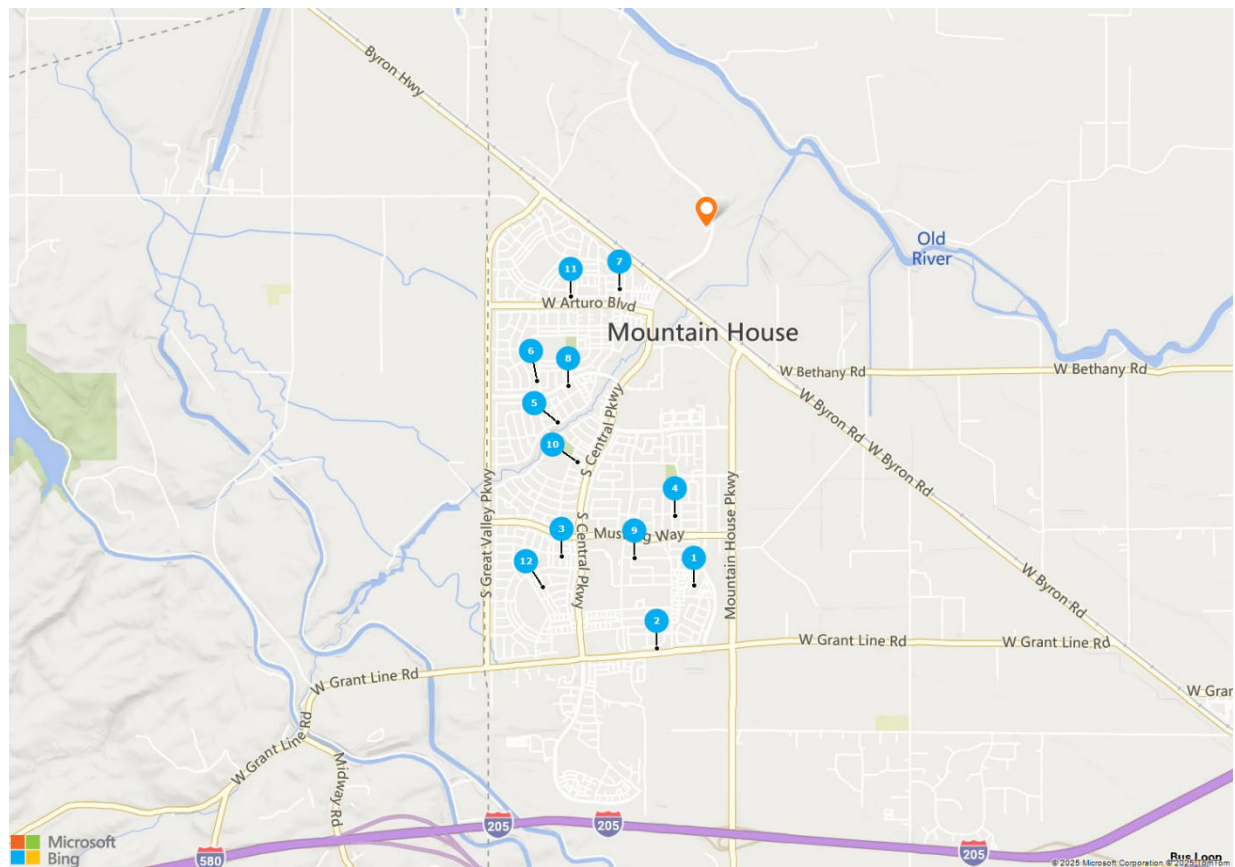 Byron Hwy
Old
River
11
7
W Arturo Blvd
Mountain House
6
8
W Bethany Rd
W Bethany Rd
5
S Central Pkwy
W Byron Rd
10
W Byron Rd
4
S Great Valley Pkwy
Mountain House Pkwy
3
9
Mustang Way
12
1
S Central Pkwy
W Byron Rd
2
W Grant Line Rd
W Grant Line Rd
W Grant Line Rd
W Gran
W Grant Line Rd
Midway Rd
205
205
205
580
Microsoft
Bing
Bus Loop
© 2025 Microsoft Corporation © 2025 TomTom